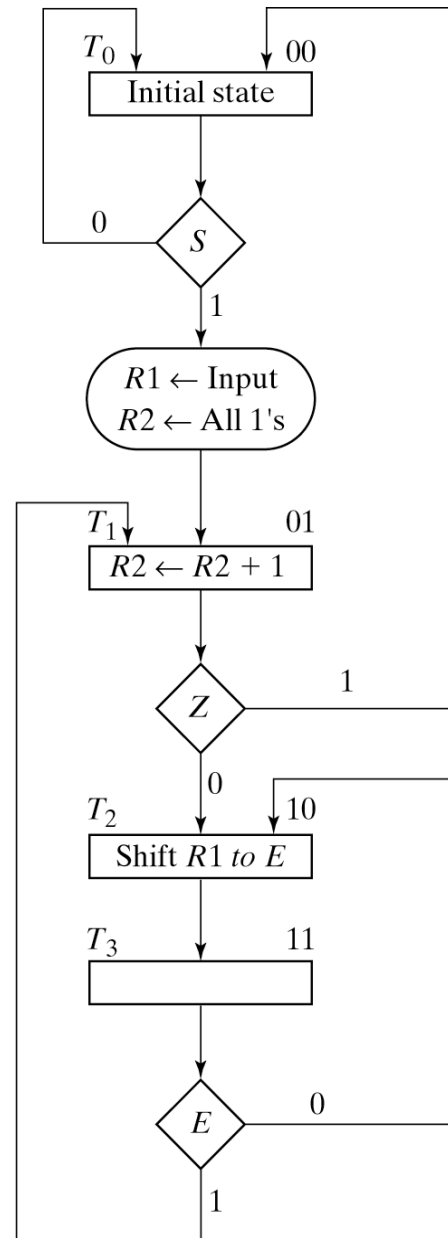 T₀ 00
Initial state
0
S
1
R1 ← Input
R2 ← All 1's
T₁ 01
R2 ← R2 + 1
Z
1
0
T₂ 10
Shift R1 to E
T₃ 11
E
0
1